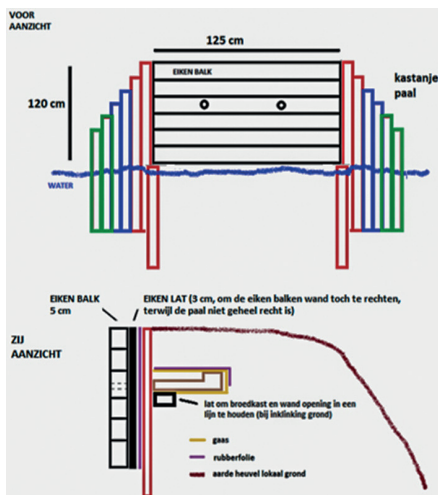 VOOR
AANZICHT
125 cm
EIKEN BALK
kastanje
paal
120 cm
WATER
EIKEN BALK
5 cm
EIKEN LAT (3 cm, om de eiken balken wand toch te rechten,
terwijl de paal niet geheel recht is)
ZIJ
AANZICHT
lat om broedkast en wand opening in een
lijn te houden (bij inklinking grond)
gaas
rubberfolie
aarde heuvel lokaal grond